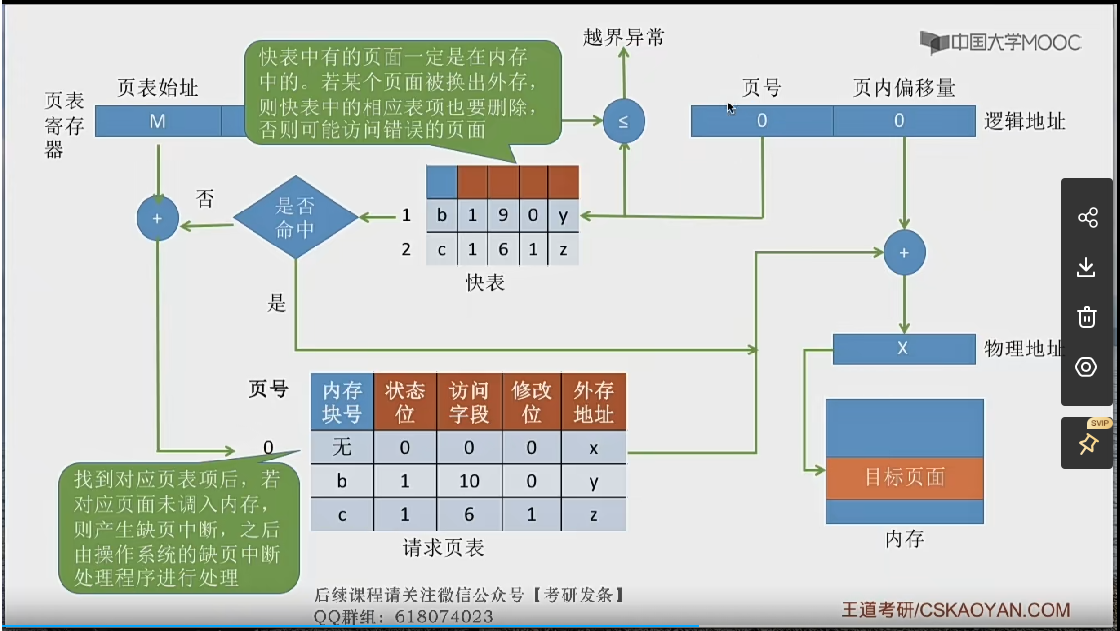 越界异常
中国大学MOOC
快表中有的页面一定是在内存
中的。若某个页面被换出外存，
则快表中的相应表项也要删除，
否则可能访问错误的页面
页表始址
页表
寄存
器
M
≤
页号
页内偏移量
0
0
逻辑地址
+
否
是否
命中
1
b
1
9
0
y
2
c
1
6
1
z
快表
+
是
X
物理地址
页号
内存
块号
状态
位
访问
字段
修改
位
外存
地址
0
无
0
0
0
x
b
1
10
0
y
c
1
6
1
z
请求页表
找到对应页表项后，若
对应页面未调入内存，
则产生缺页中断，之后
由操作系统的缺页中断
处理程序进行处理
目标页面
内存
SVIP
后续课程请关注微信公众号【考研发条】
QQ群组：618074023
王道考研/CSKAOYAN.COM